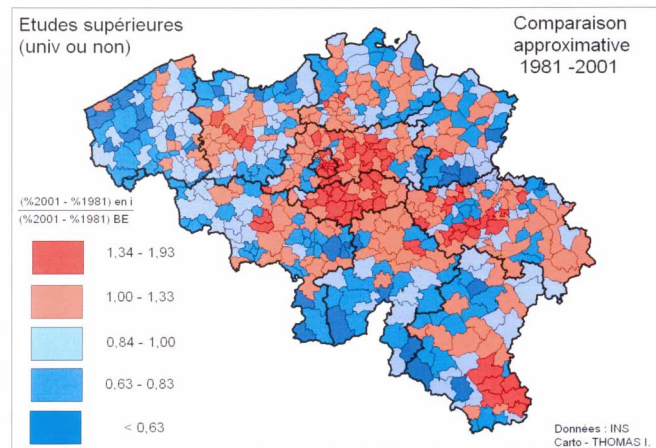 Etudes supérieures
(univ ou non)
Comparaison
approximative
1981 -2001
(%2001 - %1981) en i
(%2001 - %1981) BE
1,34 - 1,93
1,00 - 1,33
0,84 - 1,00
0,63 - 0,83
< 0,63
Données : INS
Carto - THOMAS I.